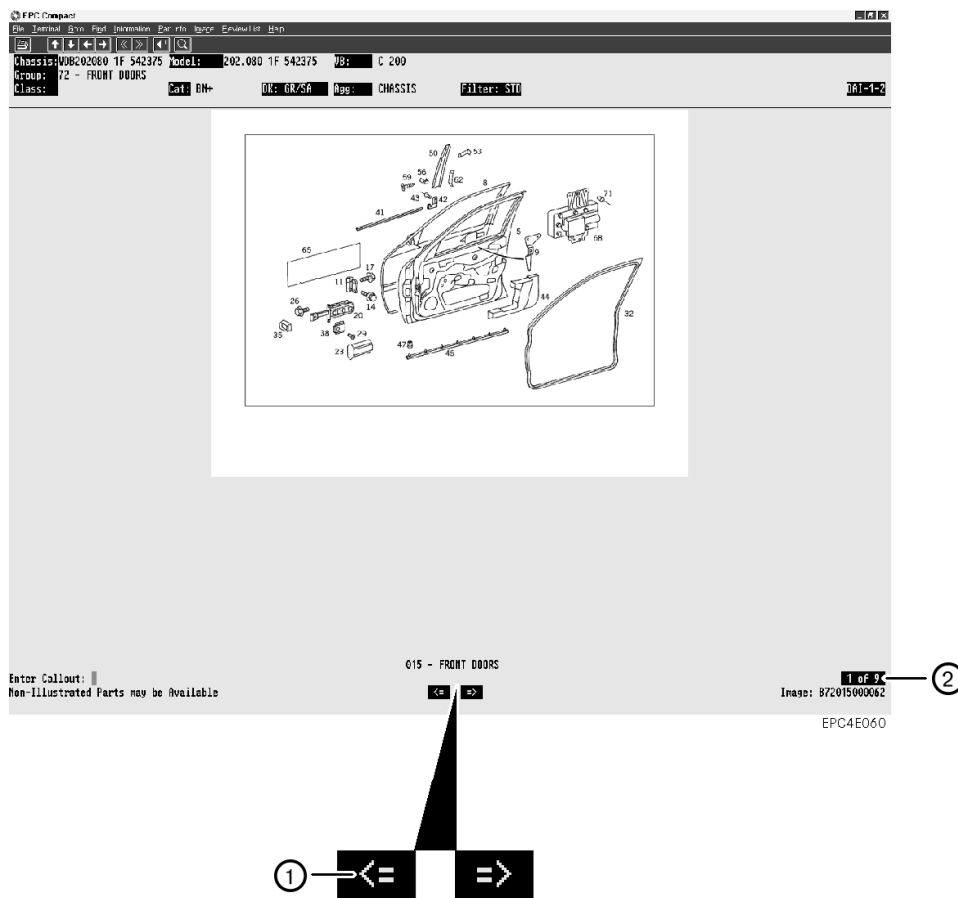 EPC Compact
File Terminal Goto Find Information Part Info Image ReviewList Help
Chassis: WDB202080 1F 542375 Model: 202.080 1F 542375 VB: C 200
Group: 72 - FRONT DOORS
Class: Cat: BM+ DK: GR/SA Agg: CHASSIS Filter: STD DAI-1-2
50 53
59 56 62
8
43 42
71
41
5
68
65
9
17
11
26
14
44
20
32
35
38 29
47
23
45
015 - FRONT DOORS
Enter Callout: 1 of 9
2
Non-Illustrated Parts may be Available <= => Image: B72015000062
EPC4E060
1 <= =>